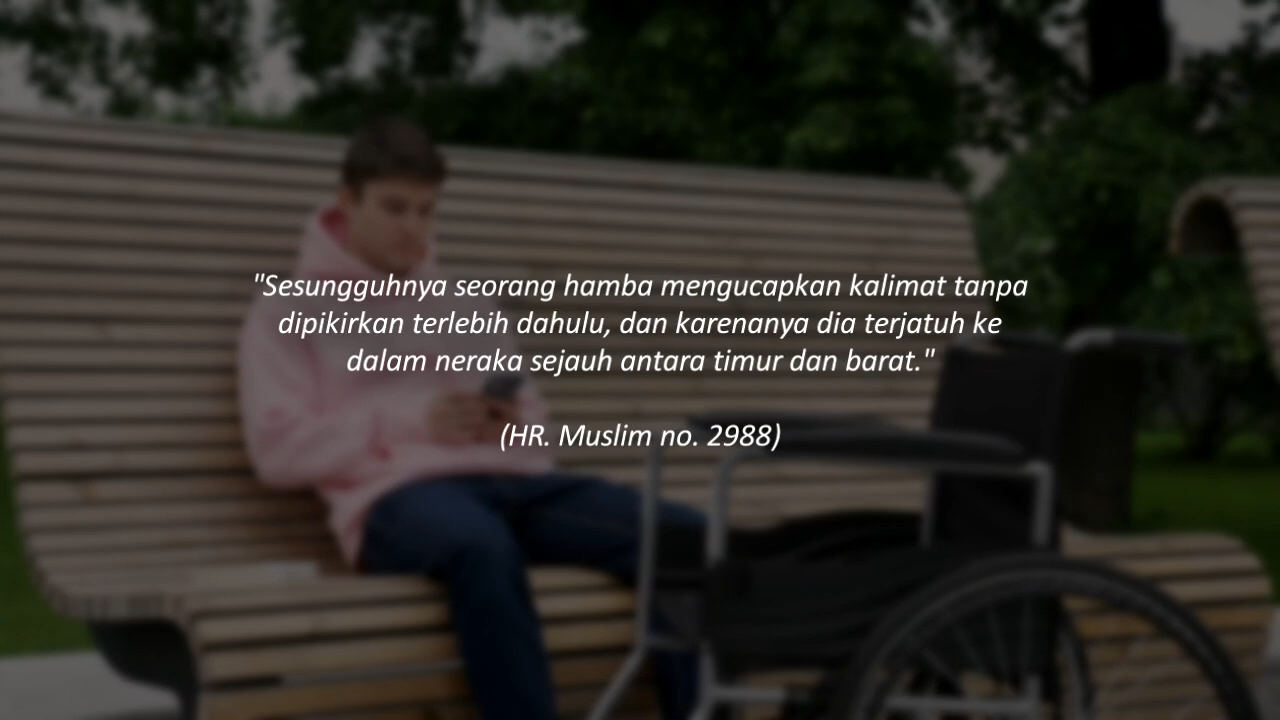 "Sesungguhnya seorang hamba mengucapkan kalimat tanpa
dipikirkan terlebih dahulu, dan karenanya dia terjatuh ke
dalam neraka sejauh antara timur dan barat."
(HR. Muslim no. 2988)